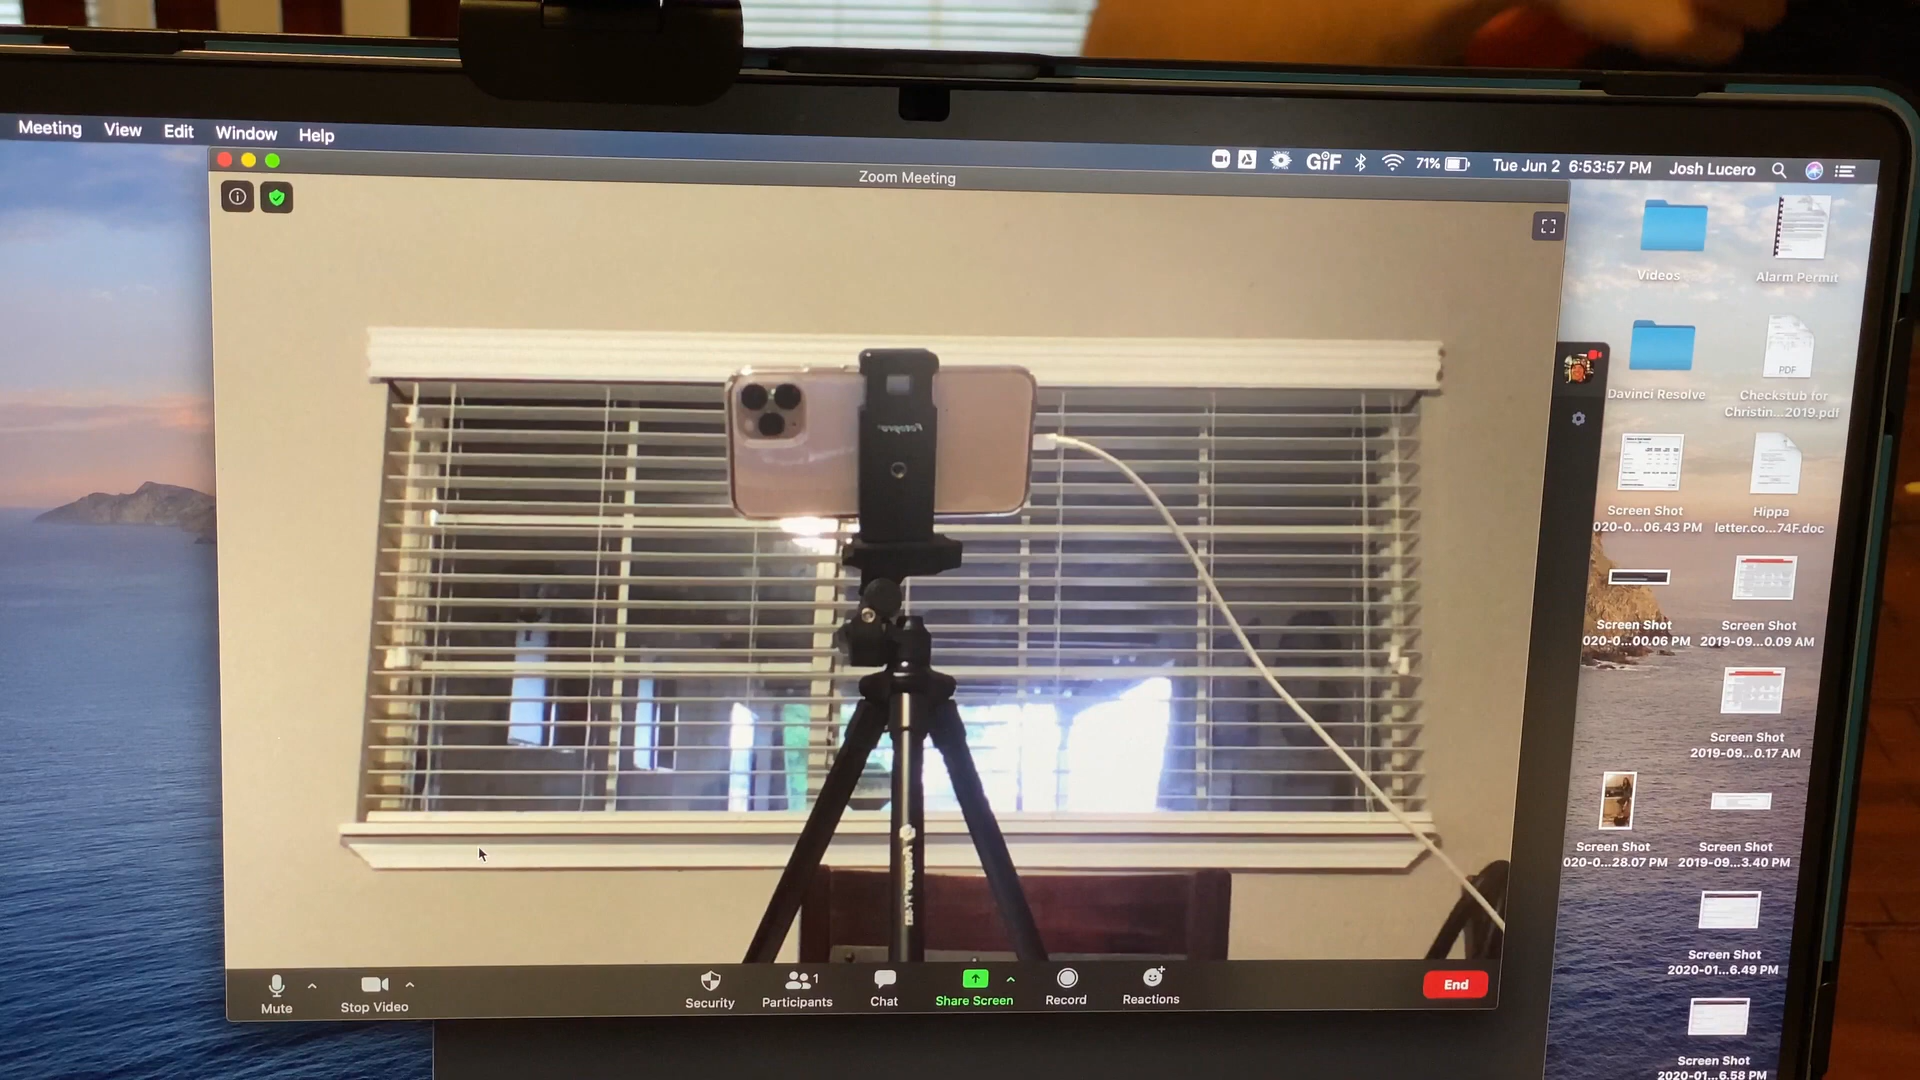 Meeting View Edit Window Help
GIF 71% Tue Jun 2 6:53:57 PM Josh Lucero
Zoom Meeting
Videos
Alarm Permit
Davinci Resolve
PDF
Checkstub for
Christin...2019.pdf
Screen Shot
020-0...06.43 PM
Hippa
letter.co...74F.doc
Screen Shot
020-0...00.06 PM
Screen Shot
2019-09...0.09 AM
Screen Shot
2019-09...0.17 AM
Screen Shot
020-0...28.07 PM
Screen Shot
2019-09...3.40 PM
Screen Shot
2020-01...6.49 PM
Screen Shot
2020-01...6.58 PM
Mute
Stop Video
Security
1
Participants
Chat
Share Screen
Record
Reactions
End